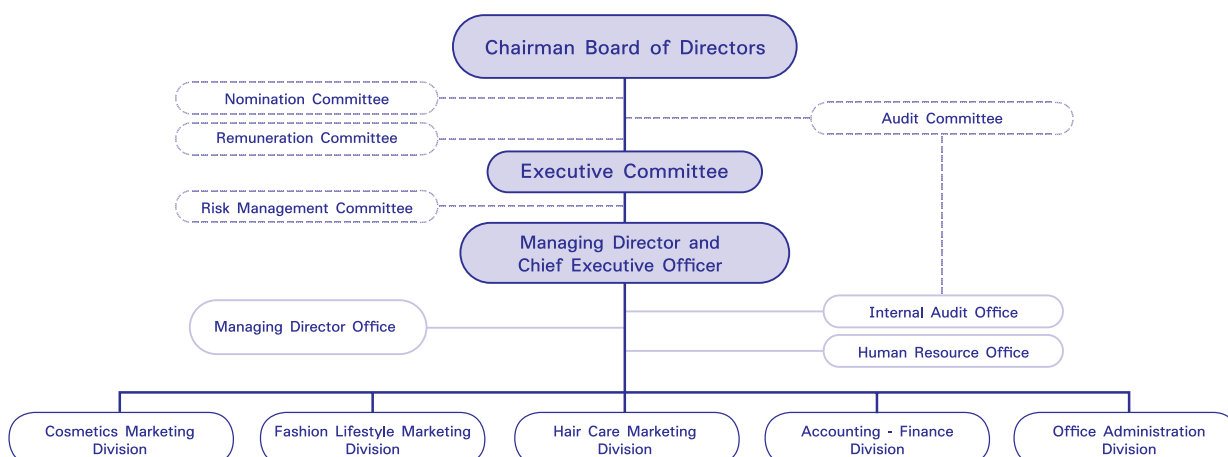 Chairman Board of Directors
Nomination Committee
Audit Committee
Remuneration Committee
Executive Committee
Risk Management Committee
Managing Director and
Chief Executive Officer
Internal Audit Office
Managing Director Office
Human Resource Office
Cosmetics Marketing
Division
Fashion Lifestyle Marketing
Division
Hair Care Marketing
Division
Accounting - Finance
Division
Office Administration
Division